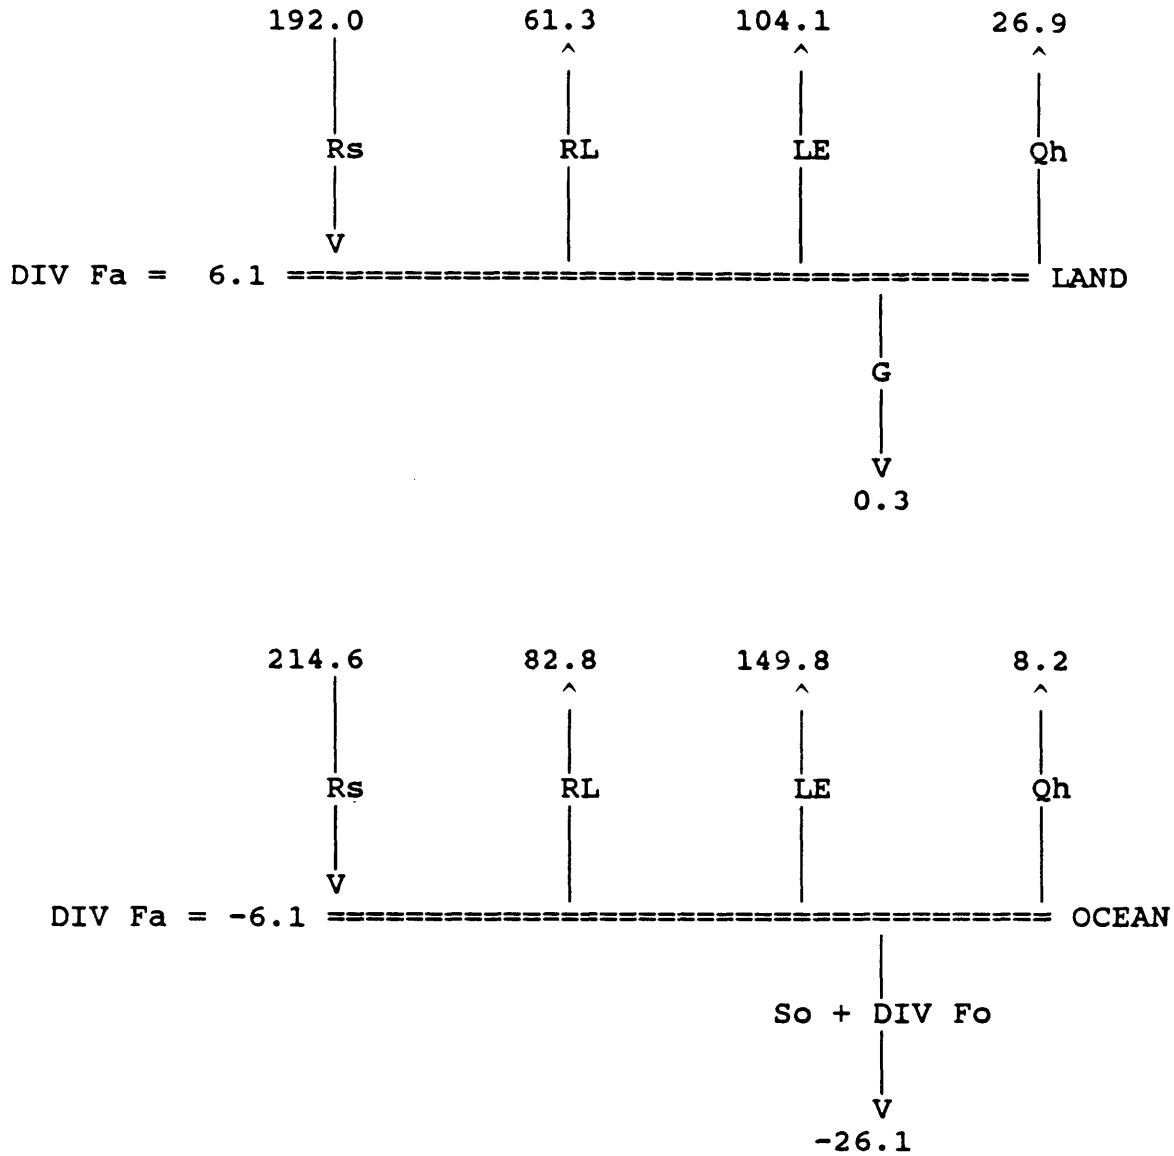 192.0 61.3 104.1 26.9
Rs RL LE Qh
V
DIV Fa = 6.1 ====================================== LAND
G
V
0.3
214.6 82.8 149.8 8.2
Rs RL LE Qh
V
DIV Fa = -6.1 ===================================== OCEAN
So + DIV Fo
V
-26.1